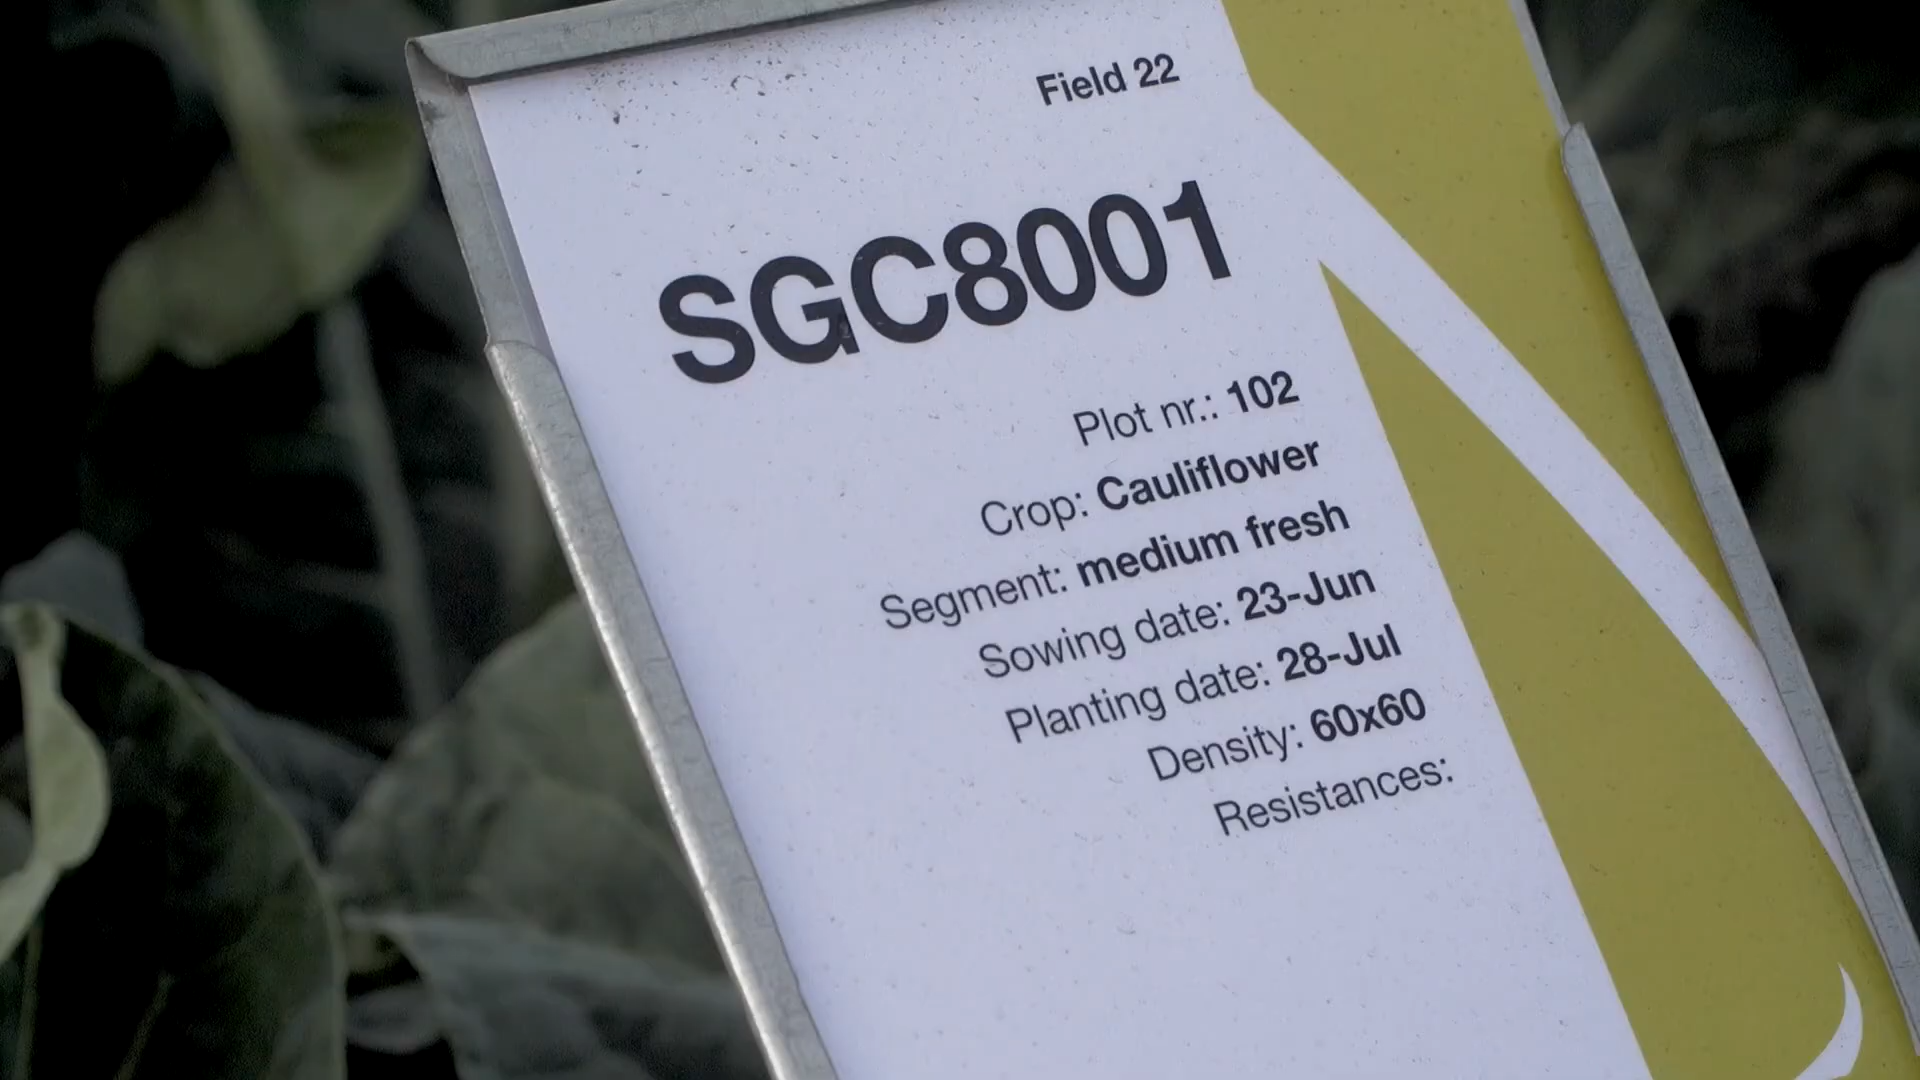 Field 22
SGC8001
Plot nr.: 102
Crop: Cauliflower
Segment: medium fresh
Sowing date: 23-Jun
Planting date: 28-Jul
Density: 60x60
Resistances: